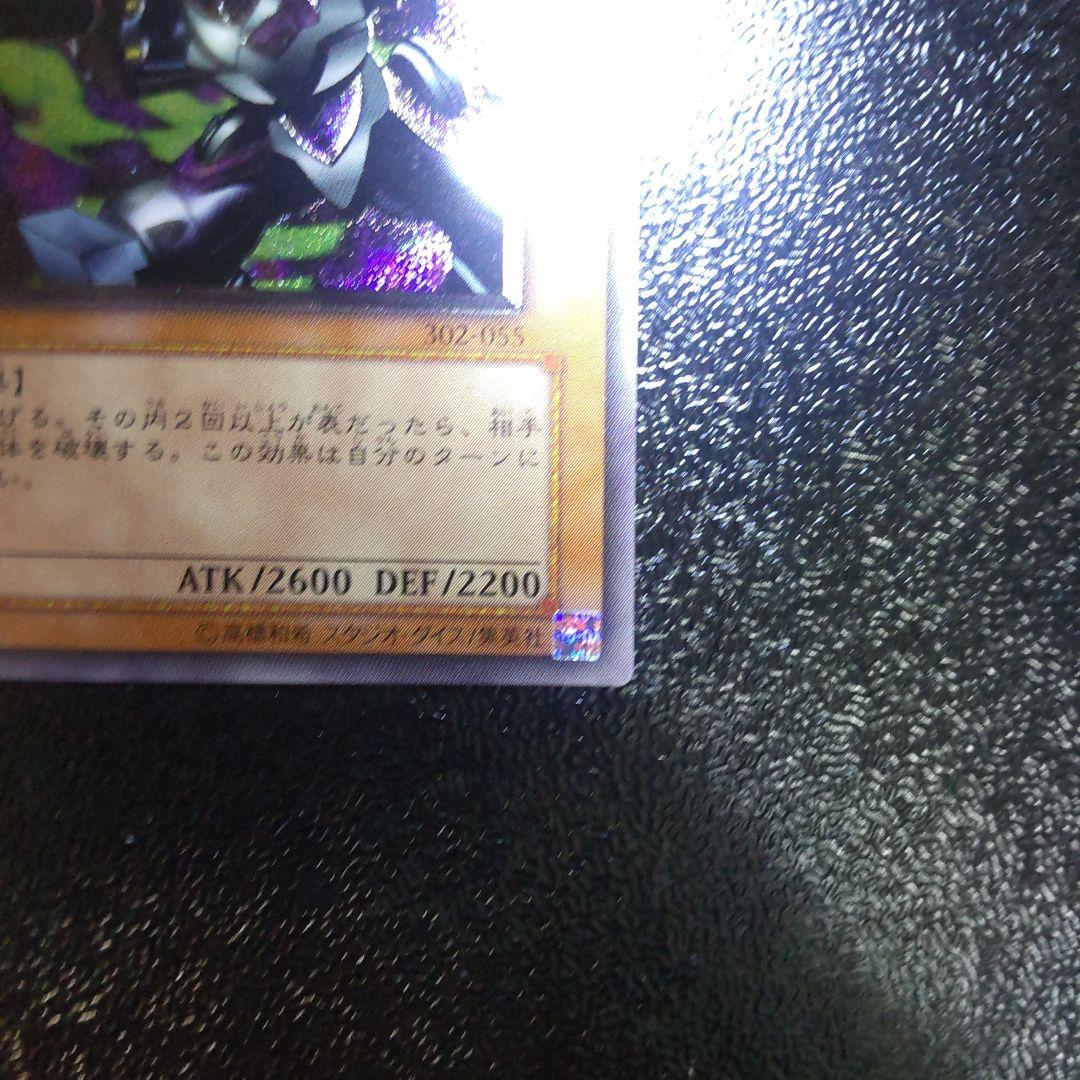 302-055
】
げる。その内２回以上が表だったら、相手
体を破壊する。この効果は自分のターンに
い。
ATK/2600 DEF/2200
©高橋和希 スタジオ・ダイス/集英社